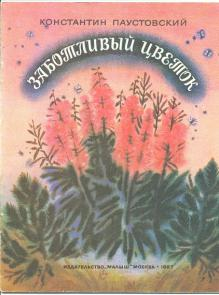 КОНСТАНТИН ПАУСТОВСКИЙ
ЗАБОТЛИВЫЙ ЦВЕТОК
ИЗДАТЕЛЬСТВО „МАЛЫШ" МОСКВА · 1987